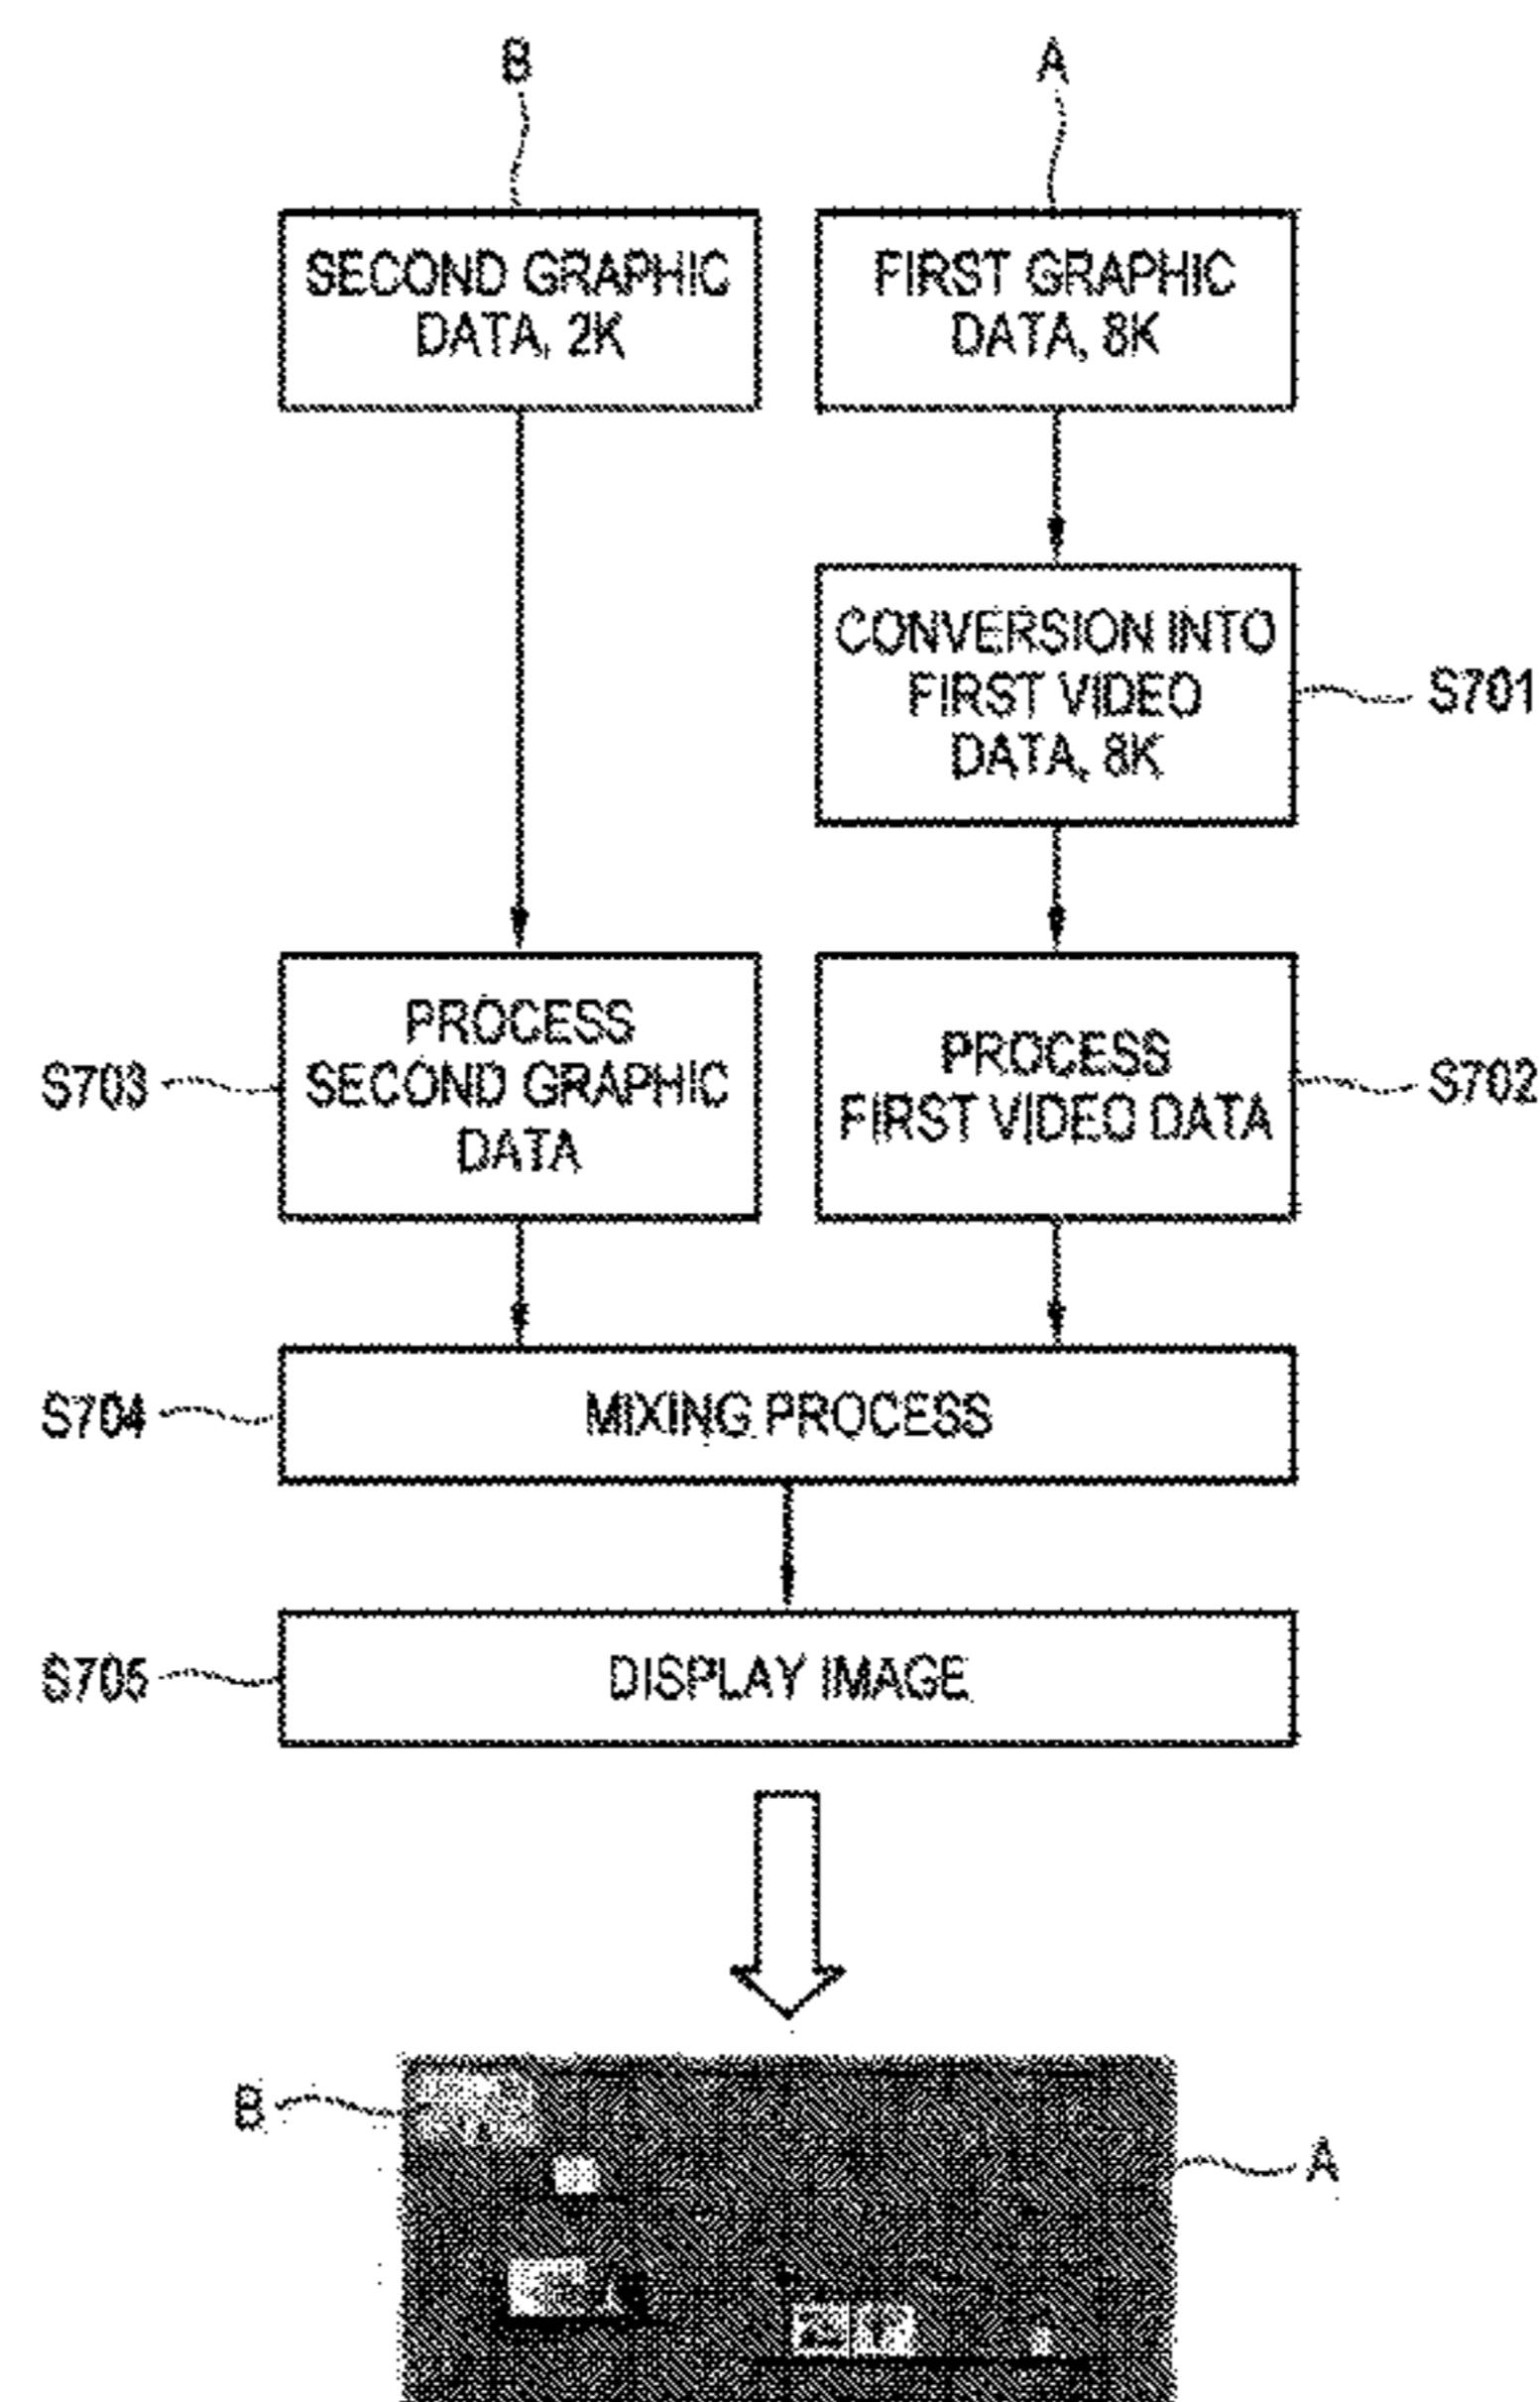 B
A
SECOND GRAPHIC
DATA, 2K
FIRST GRAPHIC
DATA, 8K
CONVERSION INTO
FIRST VIDEO
DATA, 8K
S701
S703
PROCESS
SECOND GRAPHIC
DATA
PROCESS
FIRST VIDEO DATA
S702
S704
MIXING PROCESS
S705
DISPLAY IMAGE
B
A